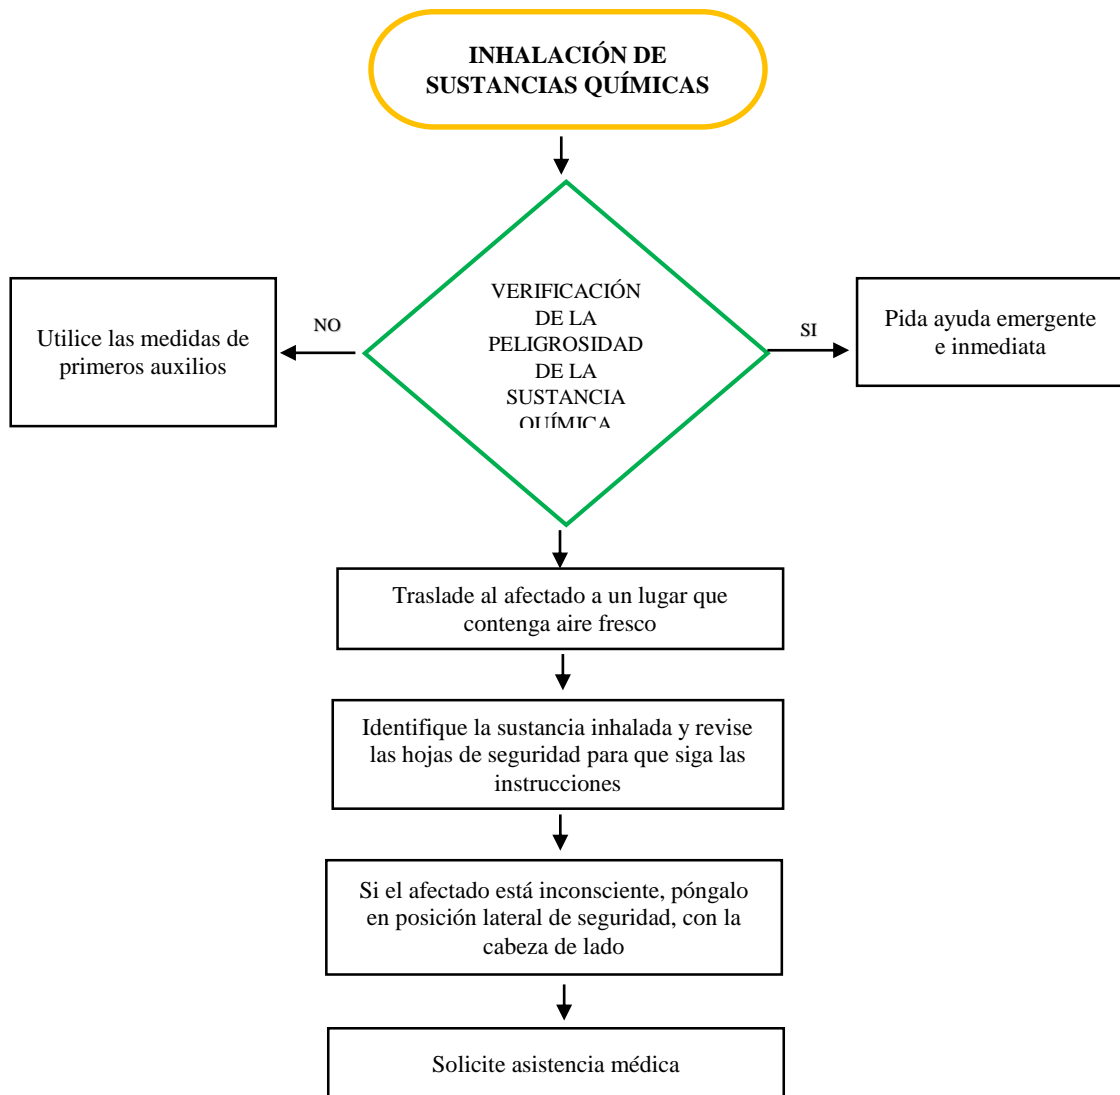 INHALACIÓN DE
SUSTANCIAS QUÍMICAS
VERIFICACIÓN
DE LA
PELIGROSIDAD
DE LA
SUSTANCIA
QUÍMICA
NO
Utilice las medidas de
primeros auxilios
SI
Pida ayuda emergente
e inmediata
Traslade al afectado a un lugar que
contenga aire fresco
Identifique la sustancia inhalada y revise
las hojas de seguridad para que siga las
instrucciones
Si el afectado está inconsciente, póngalo
en posición lateral de seguridad, con la
cabeza de lado
Solicite asistencia médica